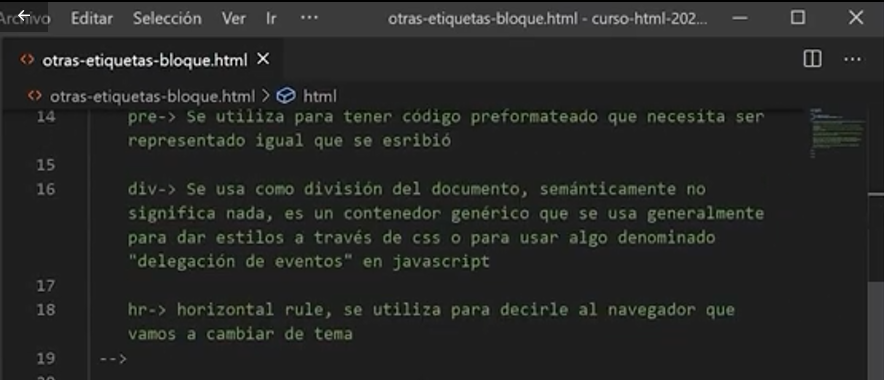 Archivo Editar Selección Ver Ir ··· otras-etiquetas-bloque.html - curso-html-202...
otras-etiquetas-bloque.html
otras-etiquetas-bloque.html > html
14 pre-> Se utiliza para tener código preformateado que necesita ser
representado igual que se esribió
15
16 div-> Se usa como división del documento, semánticamente no
significa nada, es un contenedor genérico que se usa generalmente
para dar estilos a través de css o para usar algo denominado
"delegación de eventos" en javascript
17
18 hr-> horizontal rule, se utiliza para decirle al navegador que
vamos a cambiar de tema
19 -->